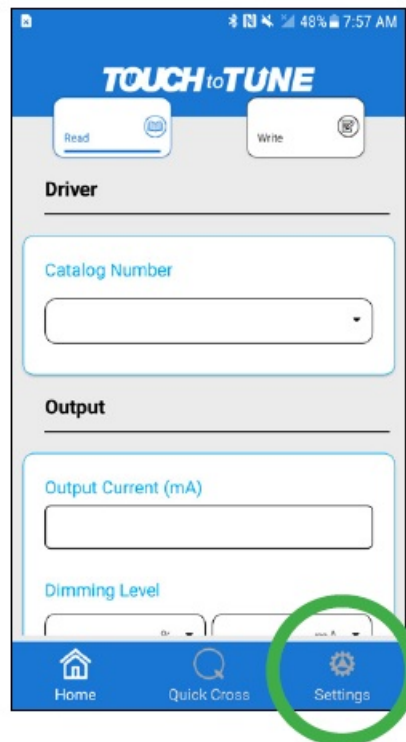 48% 7:57 AM
TOUCH to TUNE
Read
Write
Driver
Catalog Number
Output
Output Current (mA)
Dimming Level
% mA
Home
Quick Cross
Settings